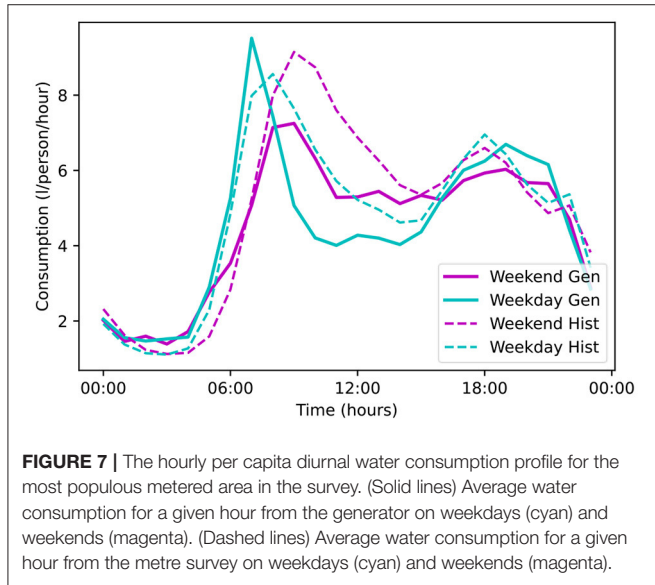 8
6
4
2
Consumption (l/person/hour)
Weekend Gen
Weekday Gen
Weekend Hist
Weekday Hist
00:00
06:00
12:00
18:00
00:00
Time (hours)
FIGURE 7 | The hourly per capita diurnal water consumption profile for the
most populous metered area in the survey. (Solid lines) Average water
consumption for a given hour from the generator on weekdays (cyan) and
weekends (magenta). (Dashed lines) Average water consumption for a given
hour from the metre survey on weekdays (cyan) and weekends (magenta).